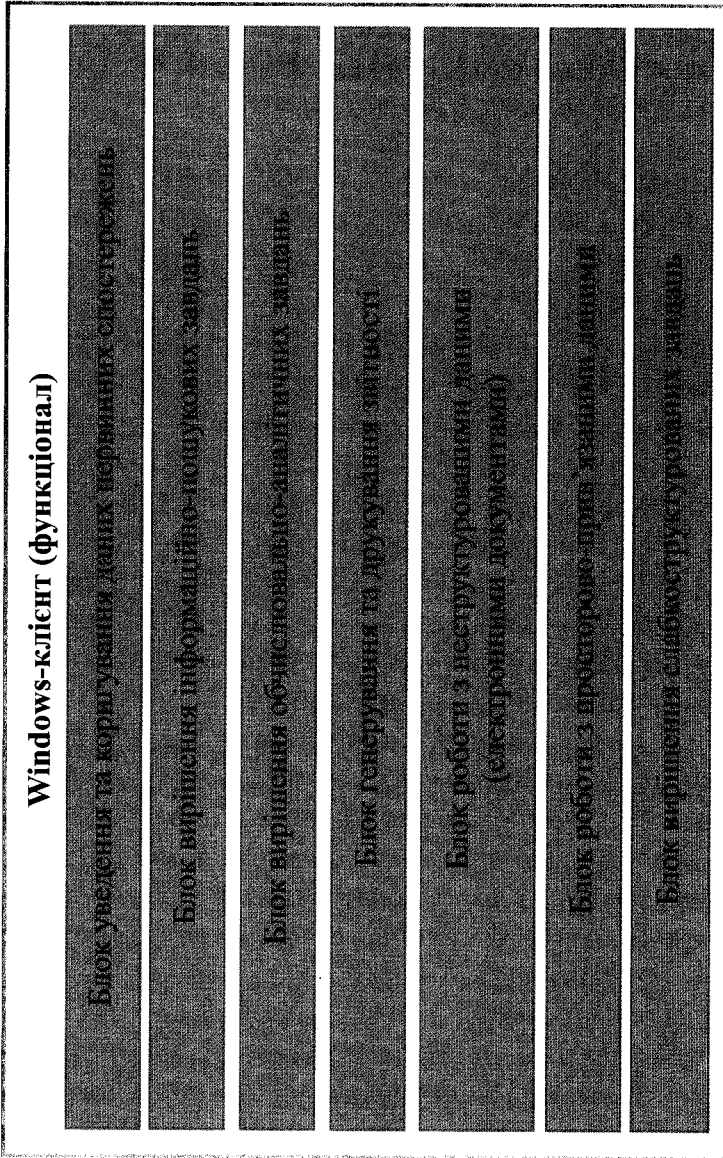 Windows-клієнт (функціонал)
Блок уведення та коригування даних первинних спостережень
Блок вирішення інформаційно-пошукових завдань
Блок вирішення обчислювально-аналітичних завдань
Блок генерування та друкування звітності
Блок роботи з неструктурованими даними
(електронними документами)
Блок роботи з просторово-прив'язаними даними
Блок вирішення слабкоструктурованих завдань